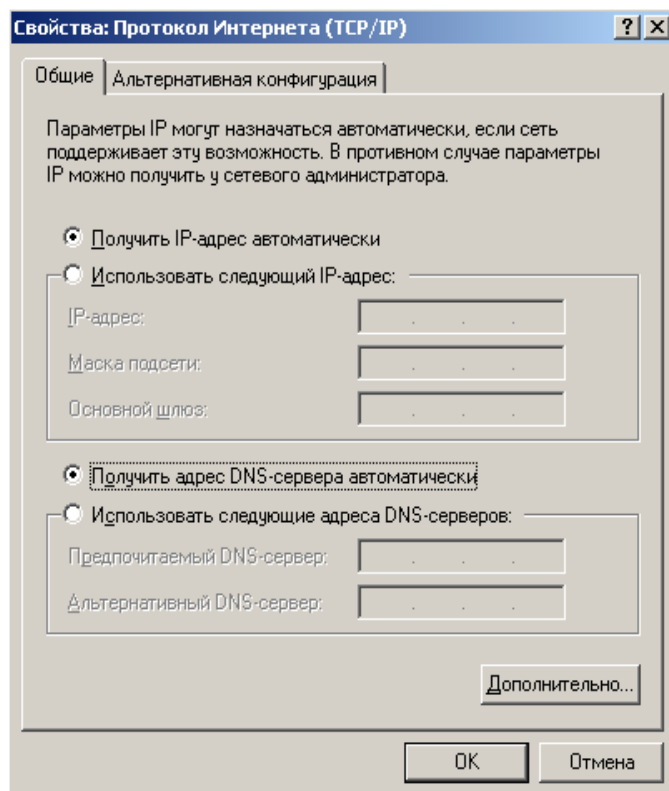 Свойства: Протокол Интернета (TCP/IP)
Общие
Альтернативная конфигурация
Параметры IP могут назначаться автоматически, если сеть
поддерживает эту возможность. В противном случае параметры
IP можно получить у сетевого администратора.
Получить IP-адрес автоматически
Использовать следующий IP-адрес:
IP-адрес:
Маска подсети:
Основной шлюз:
Получить адрес DNS-сервера автоматически
Использовать следующие адреса DNS-серверов:
Предпочитаемый DNS-сервер:
Альтернативный DNS-сервер:
Дополнительно...
OK
Отмена